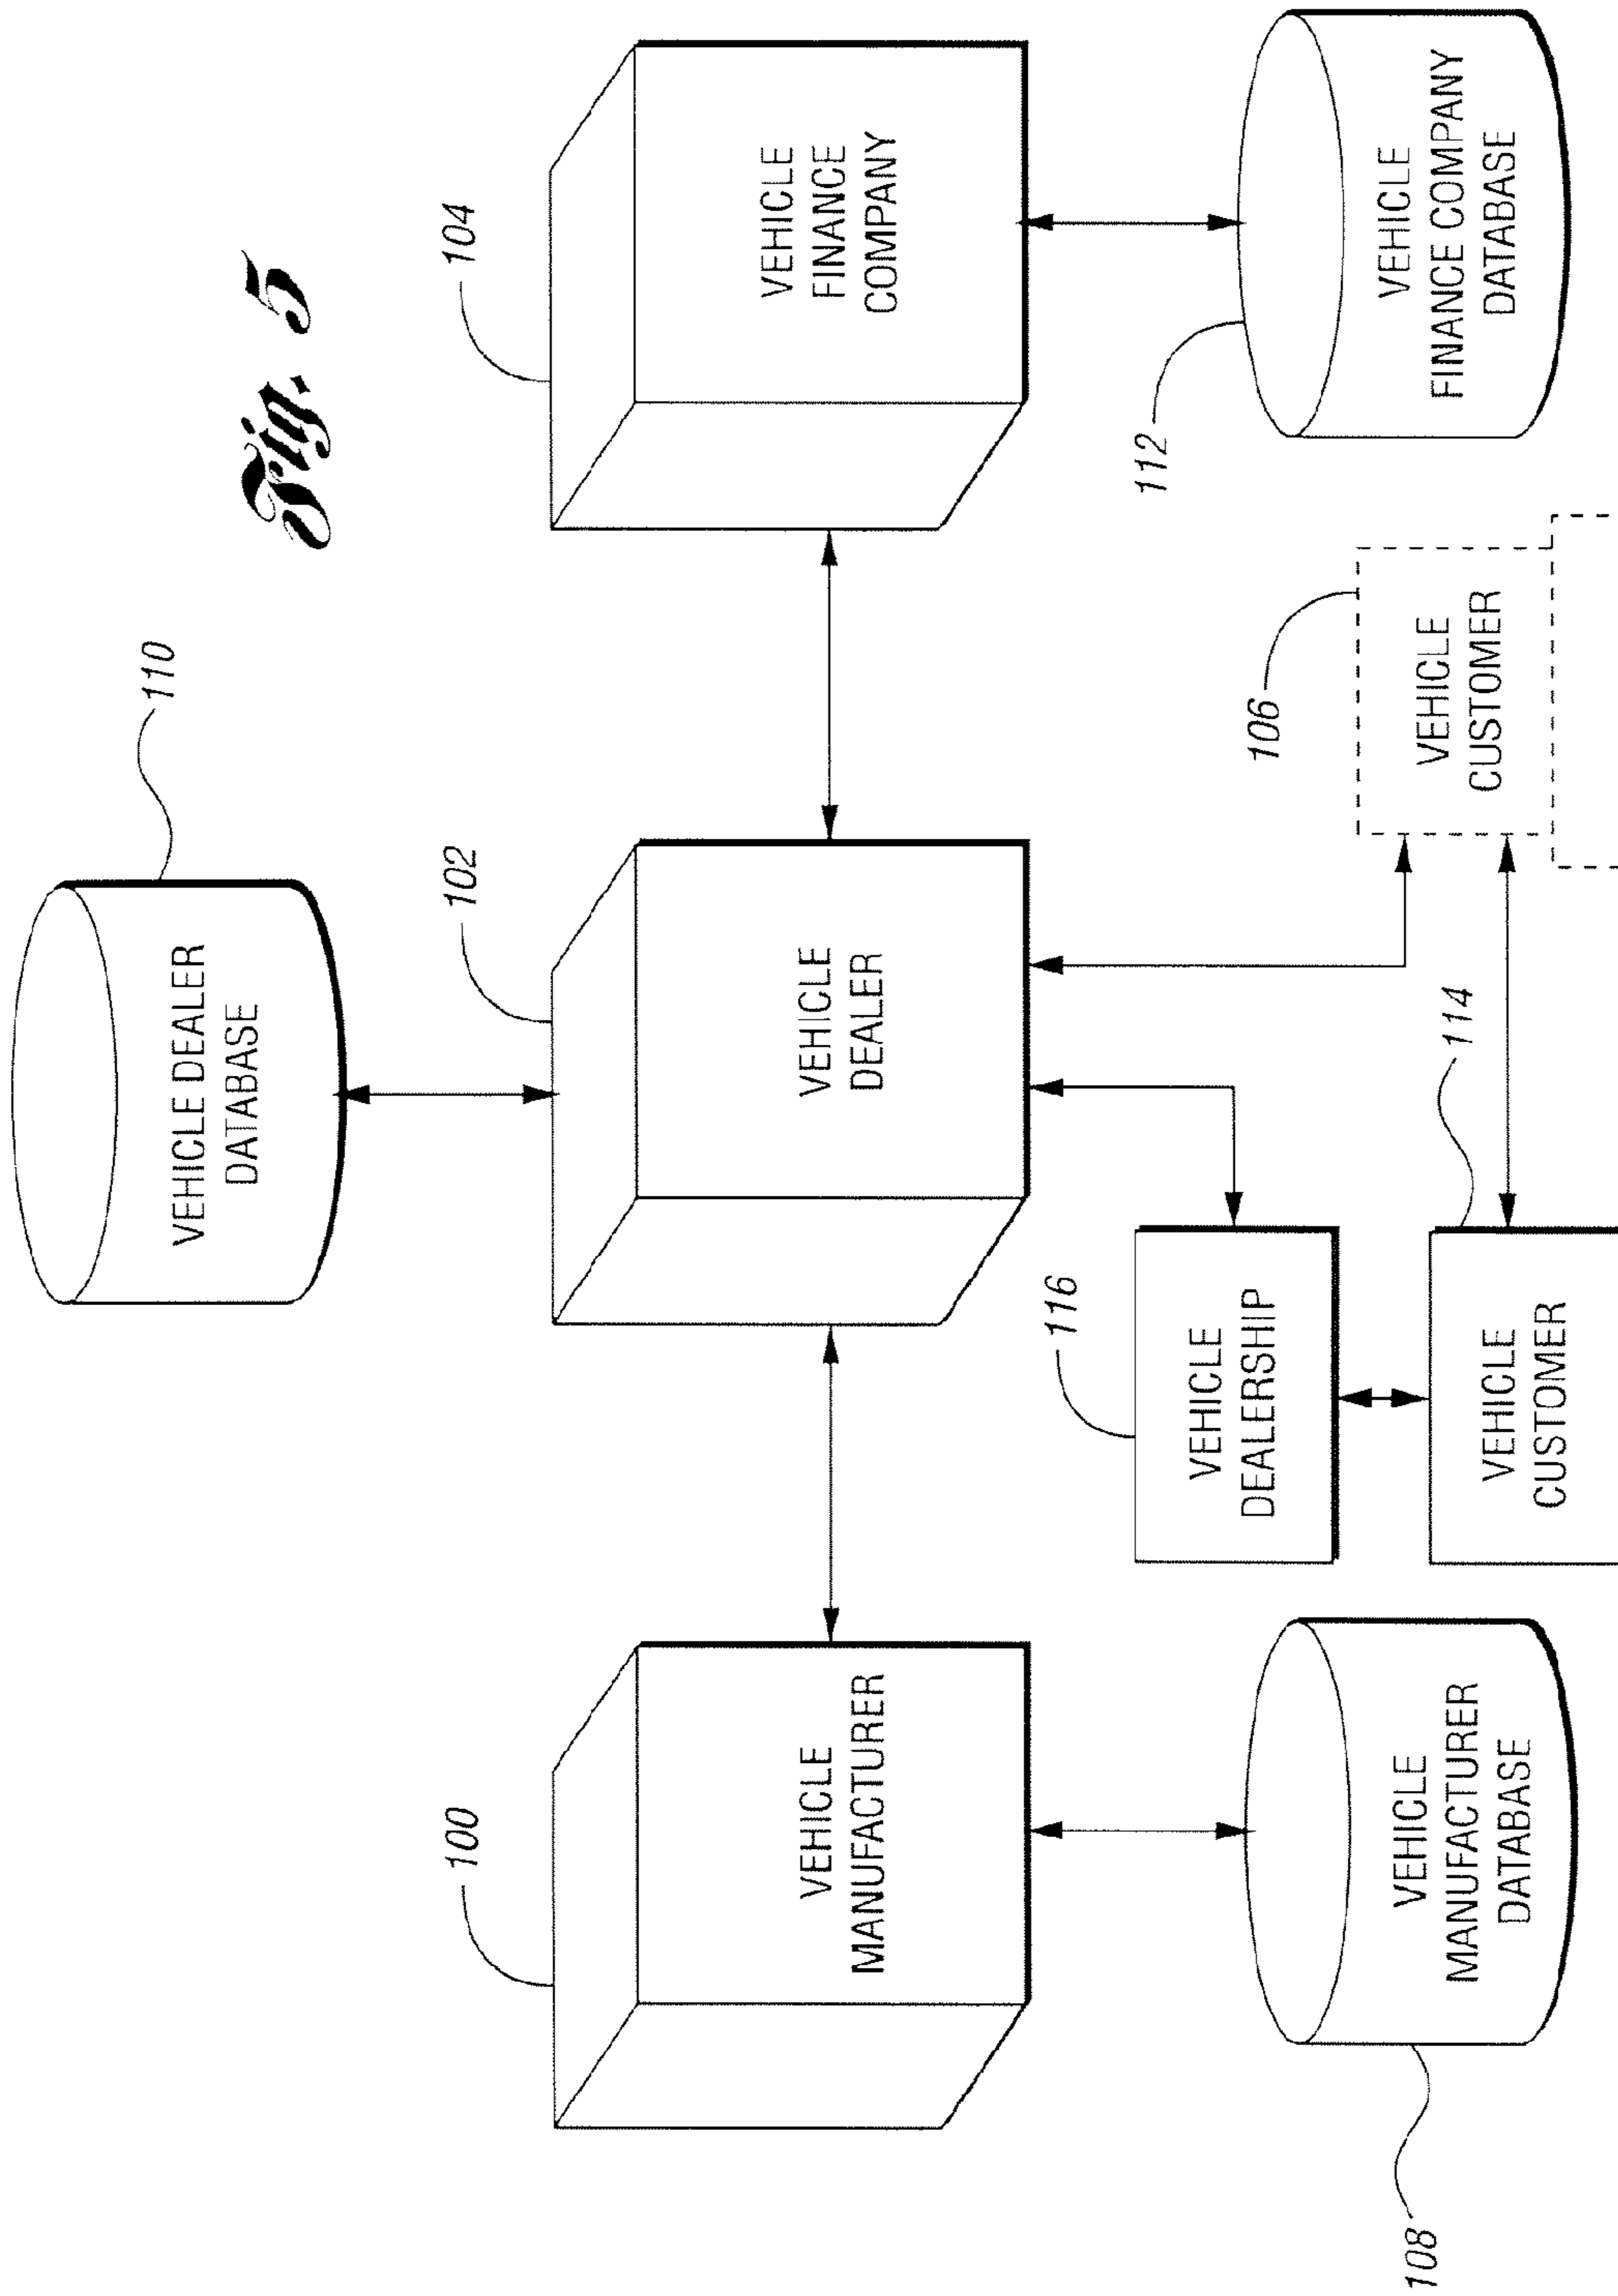 Fig. 5
110
VEHICLE DEALER
DATABASE
100
102
104
VEHICLE
MANUFACTURER
VEHICLE
DEALER
VEHICLE
FINANCE
COMPANY
116
VEHICLE
DEALERSHIP
108
VEHICLE
MANUFACTURER
DATABASE
114
VEHICLE
CUSTOMER
106
VEHICLE
CUSTOMER
112
VEHICLE
FINANCE COMPANY
DATABASE